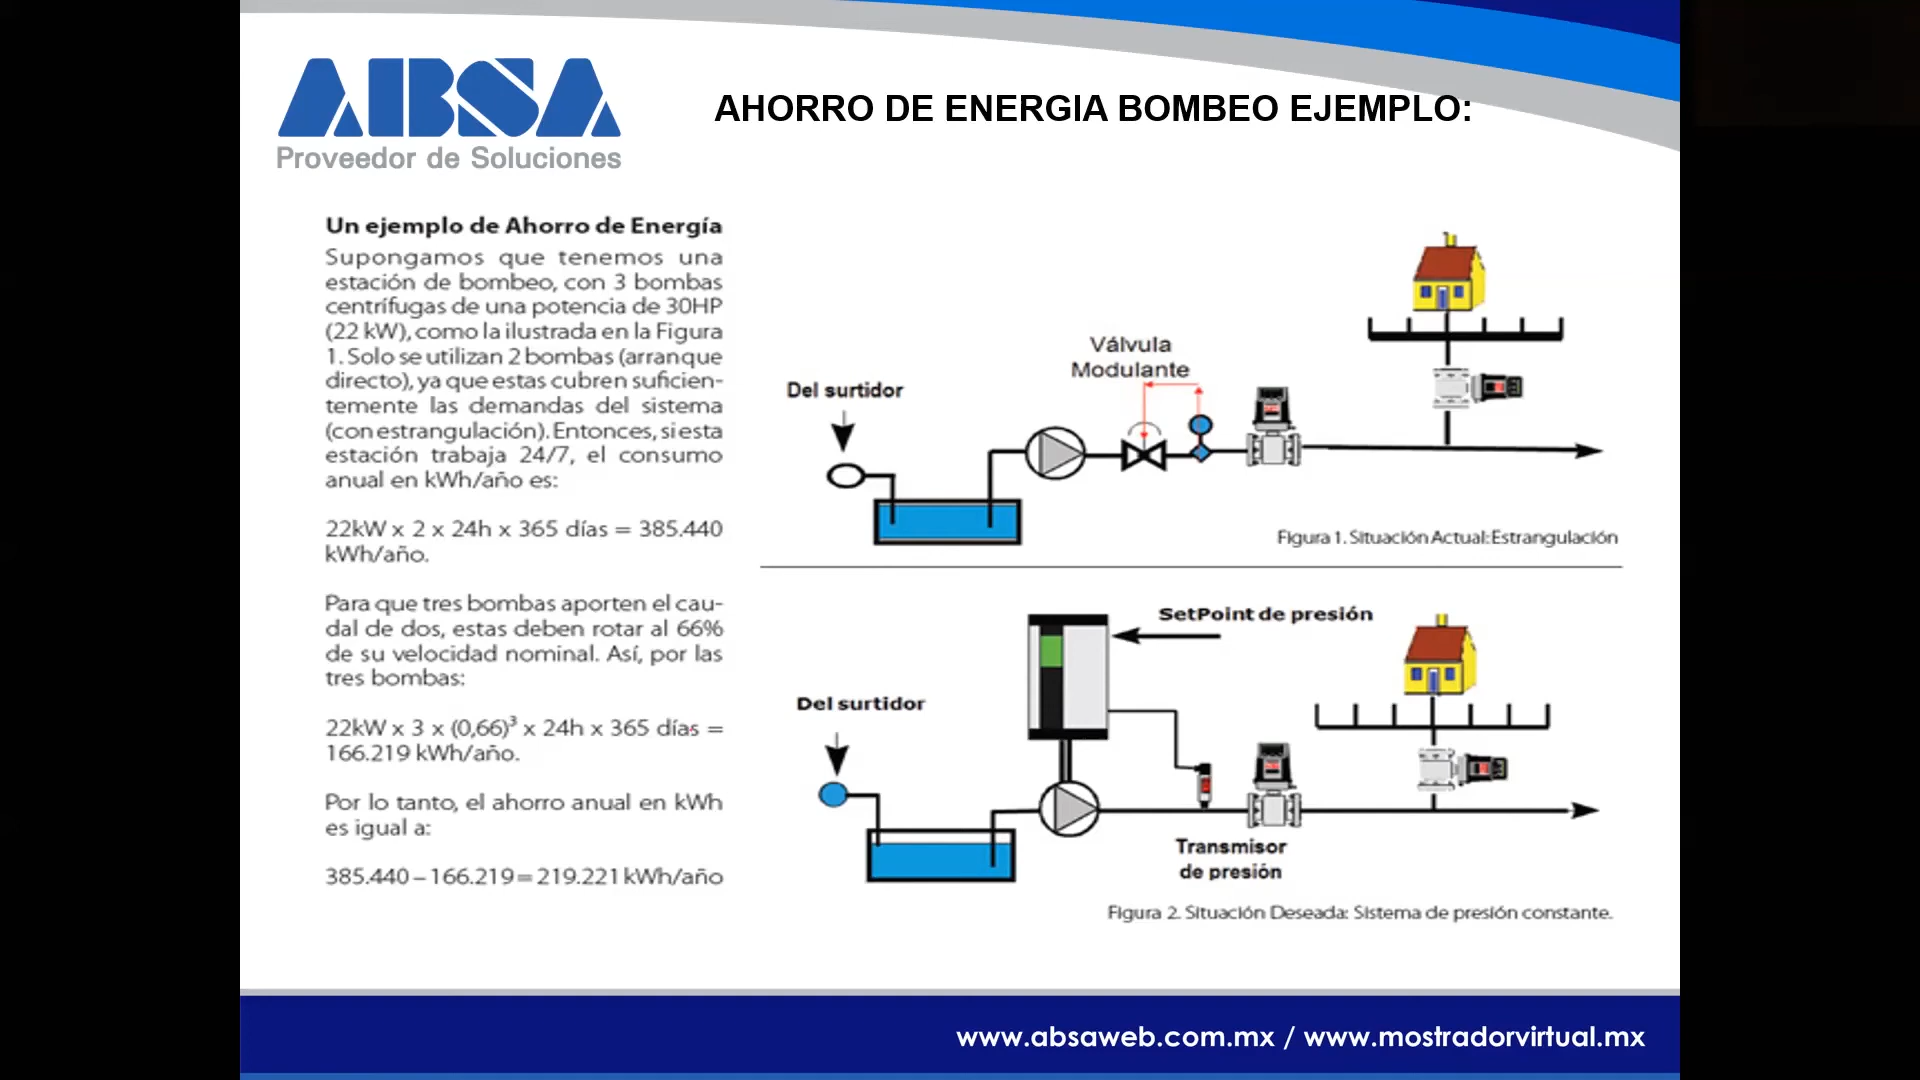 ABSA
Proveedor de Soluciones
AHORRO DE ENERGIA BOMBEO EJEMPLO:
Un ejemplo de Ahorro de Energía
Supongamos que tenemos una
estación de bombeo, con 3 bombas
centrífugas de una potencia de 30HP
(22 kW), como la ilustrada en la Figura
1. Solo se utilizan 2 bombas (arranque
directo), ya que estas cubren suficien-
temente las demandas del sistema
(con estrangulación). Entonces, si esta
estación trabaja 24/7, el consumo
anual en kWh/año es:
22kW x 2 x 24h x 365 días = 385.440
kWh/año.
Para que tres bombas aporten el cau-
dal de dos, estas deben rotar al 66%
de su velocidad nominal. Así, por las
tres bombas:
22kW x 3 x (0,66)³ x 24h x 365 días =
166.219 kWh/año.
Por lo tanto, el ahorro anual en kWh
es igual a:
385.440 – 166.219 = 219.221 kWh/año
Válvula
Modulante
Del surtidor
Figura 1. Situación Actual: Estrangulación
SetPoint de presión
Del surtidor
Transmisor
de presión
Figura 2. Situación Deseada: Sistema de presión constante.
www.absaweb.com.mx / www.mostradorvirtual.mx